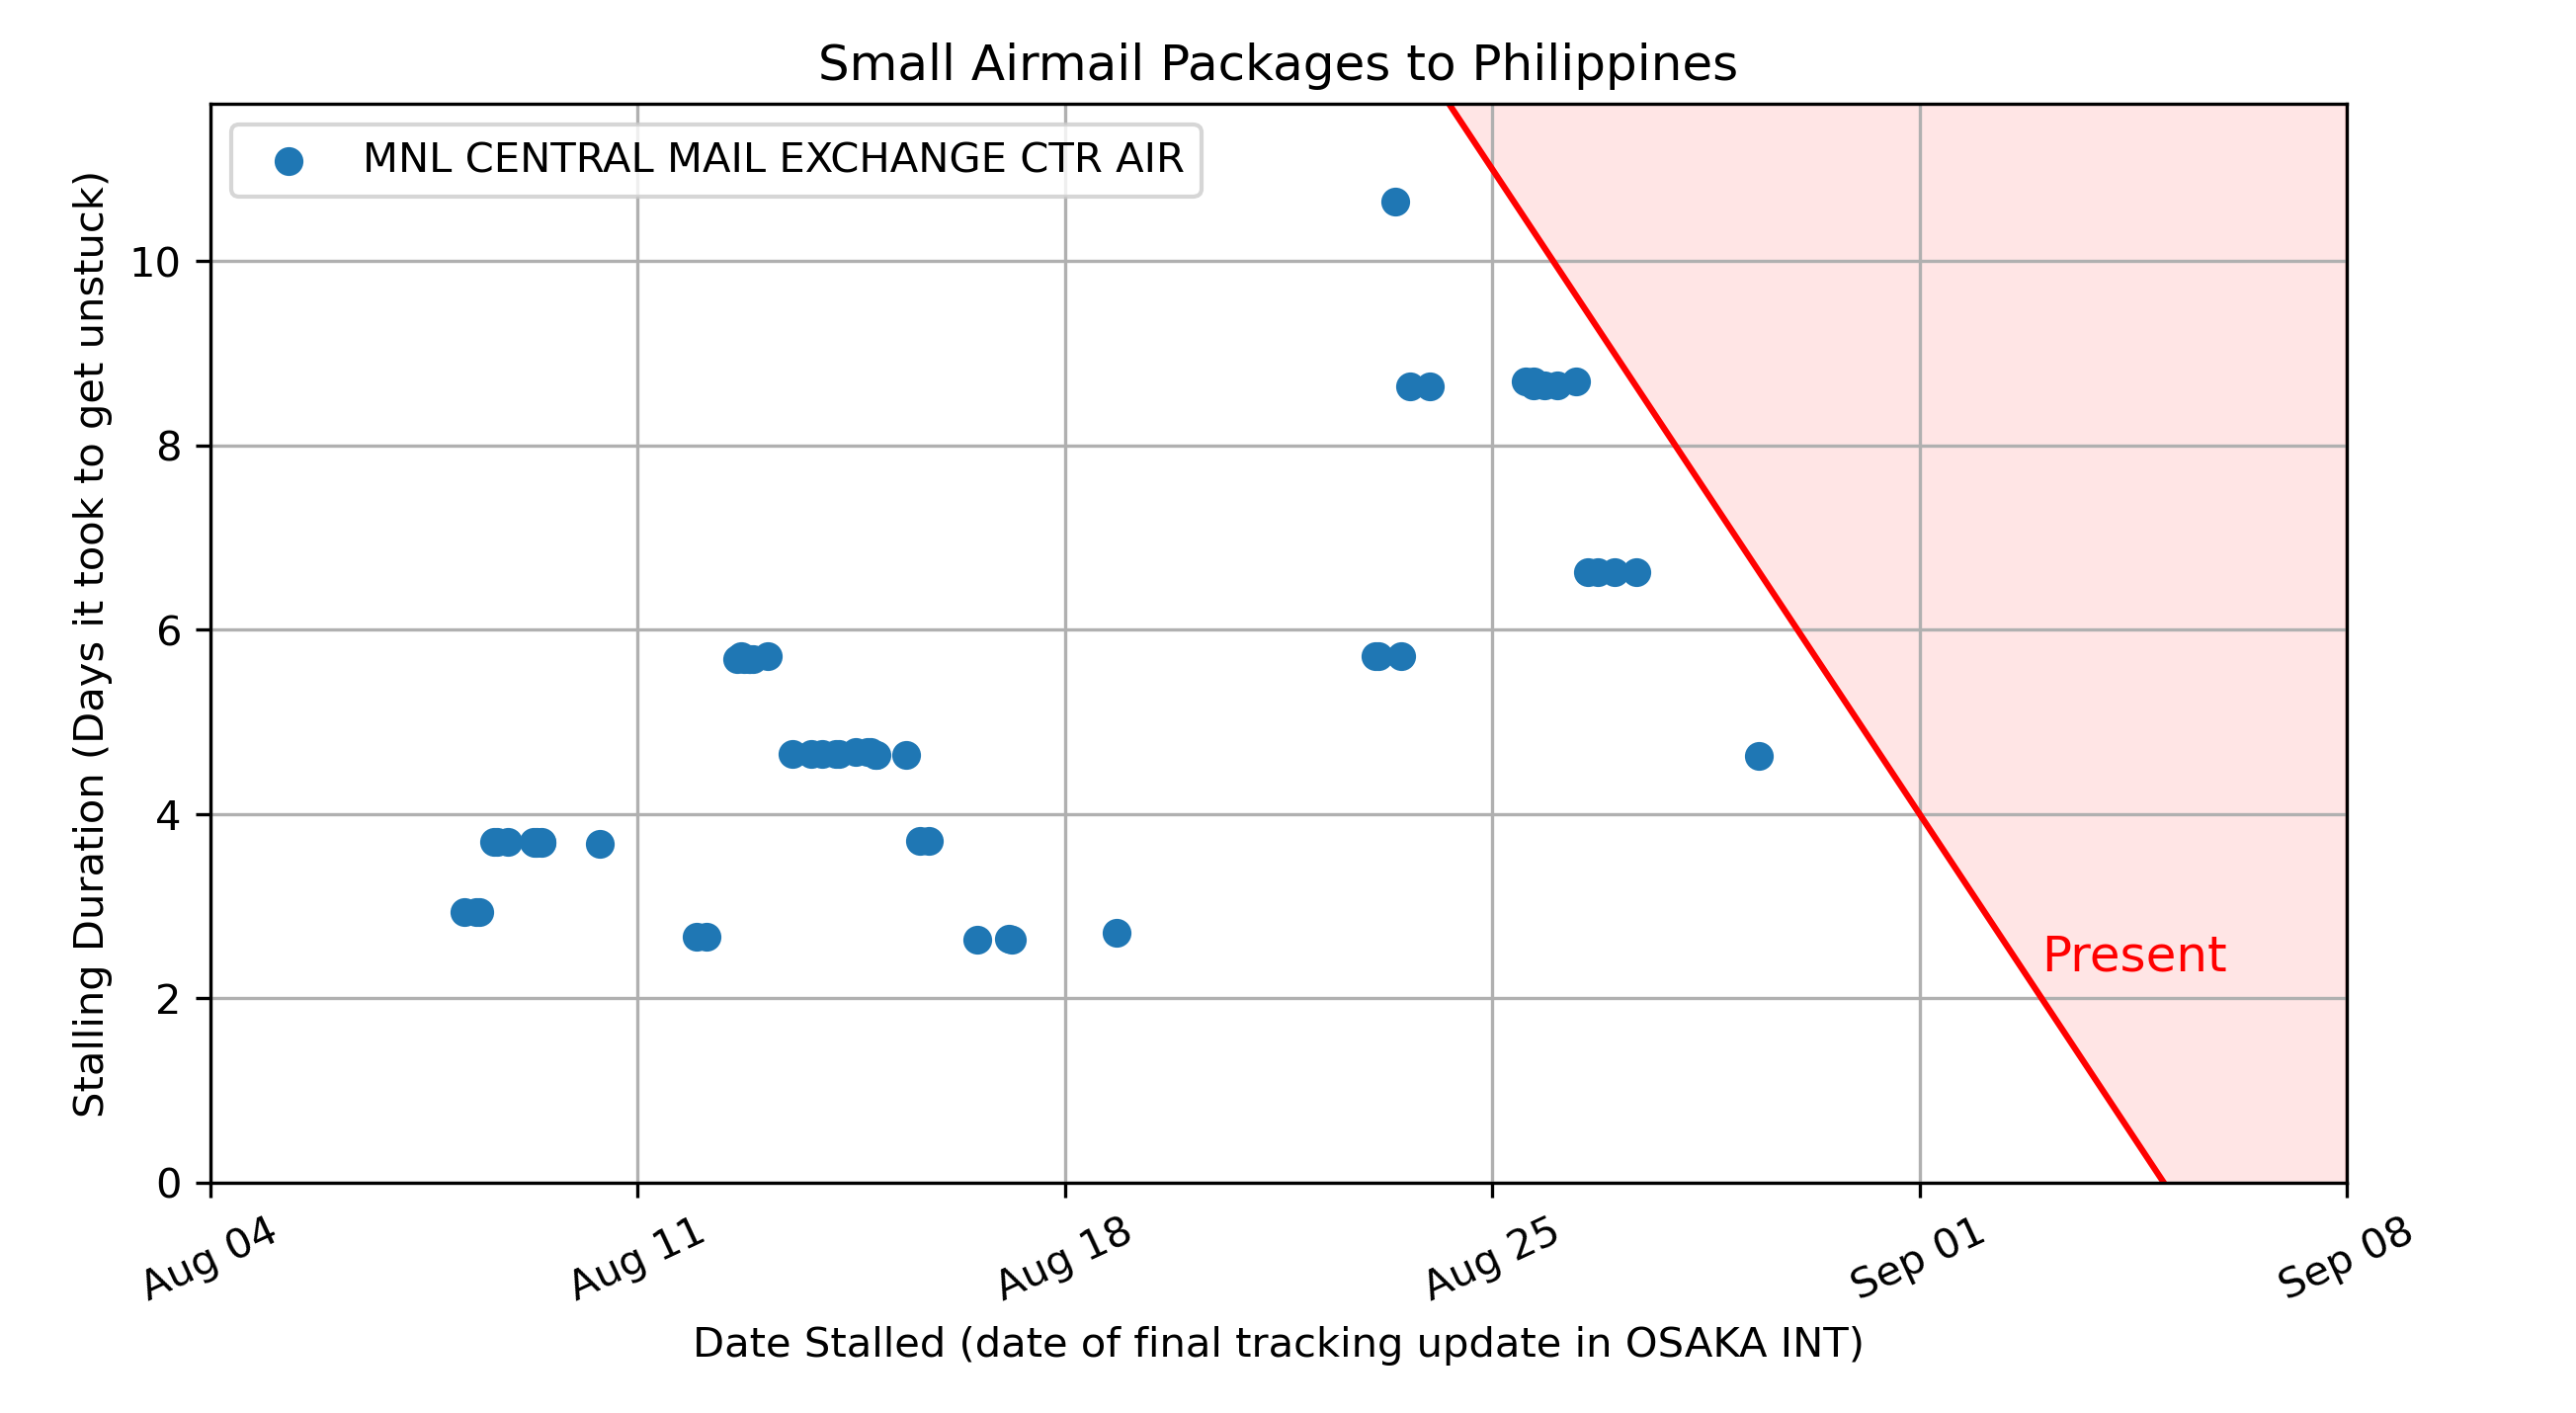 Small Airmail Packages to Philippines
MNL CENTRAL MAIL EXCHANGE CTR AIR
Stalling Duration (Days it took to get unstuck)
10
8
6
4
2
0
Present
Aug 04
Aug 11
Aug 18
Aug 25
Sep 01
Sep 08
Date Stalled (date of final tracking update in OSAKA INT)